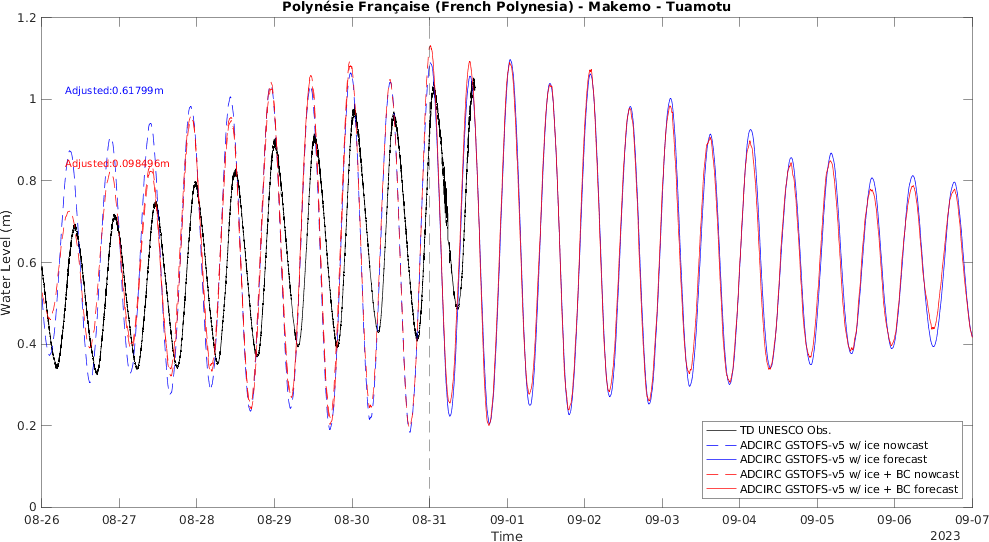 Polynésie Française (French Polynesia) - Makemo - Tuamotu
1.2
1
0.8
0.6
0.4
0.2
0
Water Level (m)
Adjusted:0.61799m
Adjusted:0.098496m
TD UNESCO Obs.
ADCIRC GSTOFS-v5 w/ ice nowcast
ADCIRC GSTOFS-v5 w/ ice forecast
ADCIRC GSTOFS-v5 w/ ice + BC nowcast
ADCIRC GSTOFS-v5 w/ ice + BC forecast
08-26 08-27 08-28 08-29 08-30 08-31 09-01 09-02 09-03 09-04 09-05 09-06 09-07
Time
2023